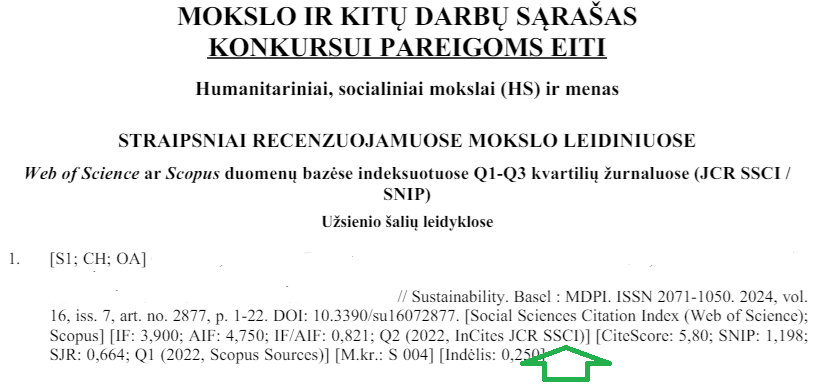 MOKSLO IR KITŲ DARBŲ SĄRAŠAS
KONKURSUI PAREIGOMS EITI
Humanitariniai, socialiniai mokslai (HS) ir menas
STRAIPSNIAI RECENZUOJAMUOSE MOKSLO LEIDINIUOSE
Web of Science ar Scopus duomenų bazėse indeksuotuose Q1-Q3 kvartilių žurnaluose (JCR SSCI /
SNIP)
Užsienio šalių leidyklose
1. [S1; CH; OA]
// Sustainability. Basel : MDPI. ISSN 2071-1050. 2024, vol.
16, iss. 7, art. no. 2877, p. 1-22. DOI: 10.3390/su16072877. [Social Sciences Citation Index (Web of Science);
Scopus] [IF: 3,900; AIF: 4,750; IF/AIF: 0,821; Q2 (2022, InCites JCR SSCI)] [CiteScore: 5,80; SNIP: 1,198;
SJR: 0,664; Q1 (2022, Scopus Sources)] [M.kr.: S 004] [Indėlis: 0,250]